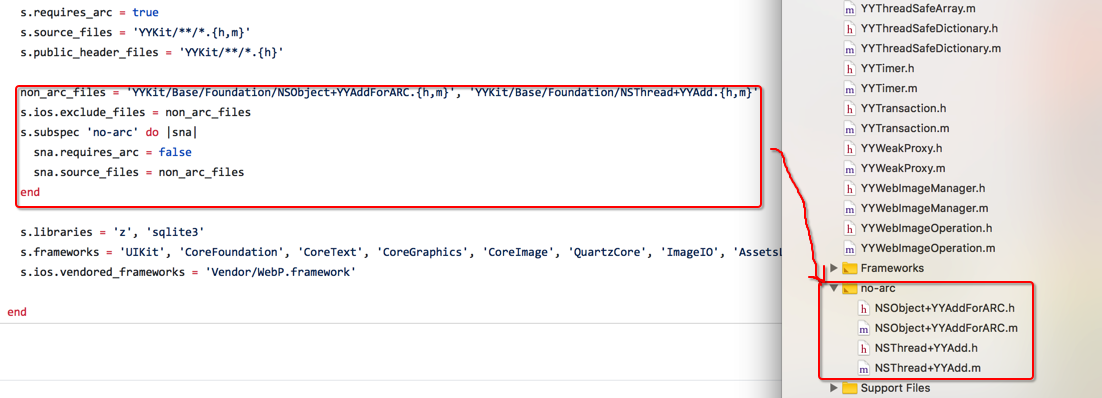 s.requires_arc = true
s.source_files = 'YYKit/**/*.{h,m}'
s.public_header_files = 'YYKit/**/*.{h}'
non_arc_files = 'YYKit/Base/Foundation/NSObject+YYAddForARC.{h,m}', 'YYKit/Base/Foundation/NSThread+YYAdd.{h,m}'
s.ios.exclude_files = non_arc_files
s.subspec 'no-arc' do |sna|
sna.requires_arc = false
sna.source_files = non_arc_files
end
s.libraries = 'z', 'sqlite3'
s.frameworks = 'UIKit', 'CoreFoundation', 'CoreText', 'CoreGraphics', 'CoreImage', 'QuartzCore', 'ImageIO', 'AssetsL
s.ios.vendored_frameworks = 'Vendor/WebP.framework'
end
m YYThreadSafeArray.m
h YYThreadSafeDictionary.h
m YYThreadSafeDictionary.m
h YYTimer.h
m YYTimer.m
h YYTransaction.h
m YYTransaction.m
h YYWeakProxy.h
m YYWeakProxy.m
h YYWebImageManager.h
m YYWebImageManager.m
h YYWebImageOperation.h
m YYWebImageOperation.m
Frameworks
no-arc
h NSObject+YYAddForARC.h
m NSObject+YYAddForARC.m
h NSThread+YYAdd.h
m NSThread+YYAdd.m
Support Files